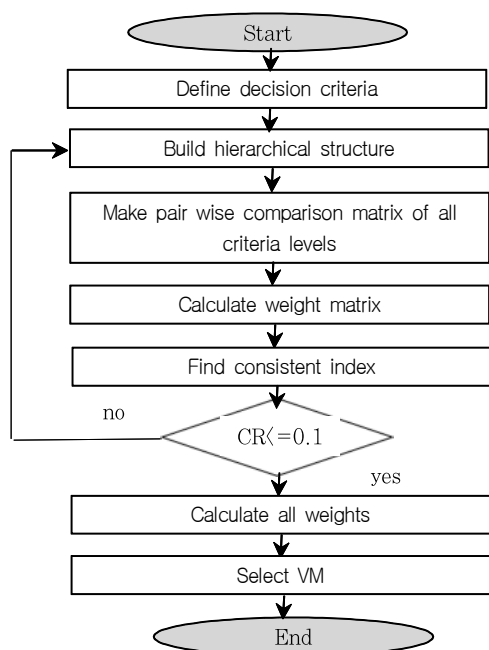 Start
Define decision criteria
Build hierarchical structure
Make pair wise comparison matrix of all
criteria levels
Calculate weight matrix
Find consistent index
no
CR<=0.1
yes
Calculate all weights
Select VM
End